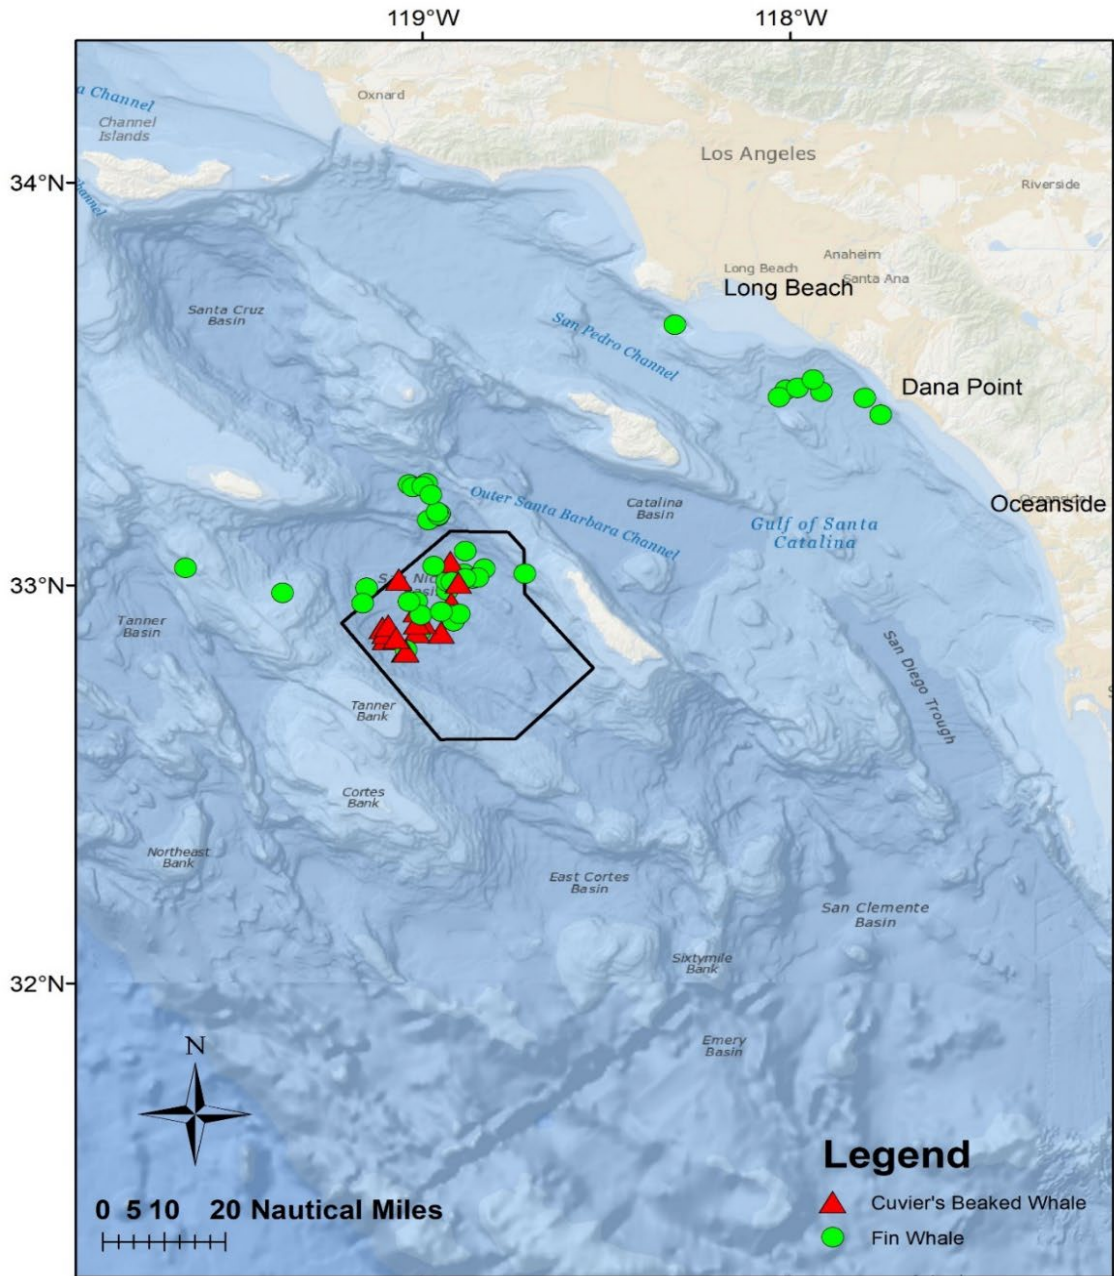 119°W
118°W
Oxnard
a Channel
Channel
Islands
Los Angeles
34°N
Riverside
Channel
Anaheim
Long Beach
Santa Ana
Long Beach
Santa Cruz
Basin
San Pedro Channel
Dana Point
Outer Santa Barbara Channel
Catalina
Basin
Oceanside
Gulf of Santa
Catalina
33°N
Tanner
Basin
San Diego Trough
Tanner
Bank
Cortes
Bank
Northeast
Bank
East Cortes
Basin
San Clemente
Basin
Sixtymile
Bank
32°N
Emery
Basin
N
Legend
0 5 10 20 Nautical Miles
Cuvier's Beaked Whale
Fin Whale